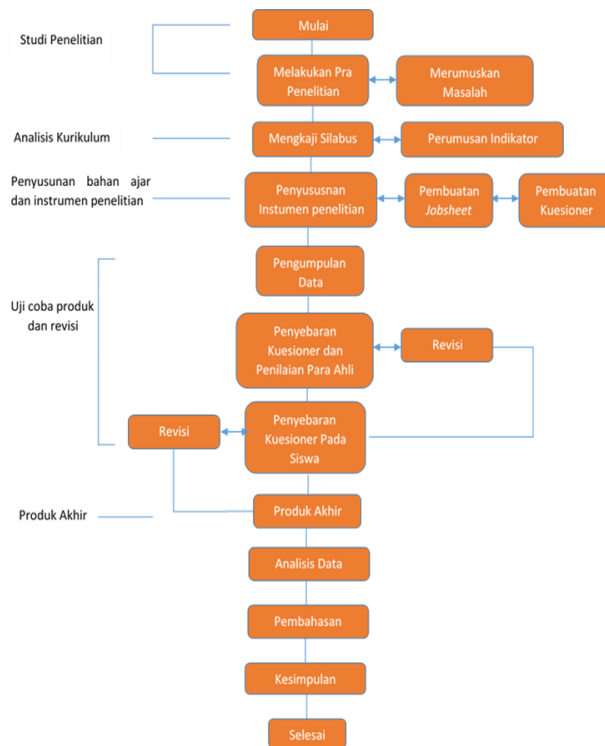 Mulai
Studi Penelitian
Melakukan Pra
Penelitian
Merumuskan
Masalah
Analisis Kurikulum
Mengkaji Silabus
Perumusan Indikator
Penyusunan bahan ajar
dan instrumen penelitian
Penyususnan
Instumen penelitian
Pembuatan
Jobsheet
Pembuatan
Kuesioner
Pengumpulan
Data
Uji coba produk
dan revisi
Penyebaran
Kuesioner dan
Penilaian Para Ahli
Revisi
Revisi
Penyebaran
Kuesioner Pada
Siswa
Produk Akhir
Produk Akhir
Analisis Data
Pembahasan
Kesimpulan
Selesai